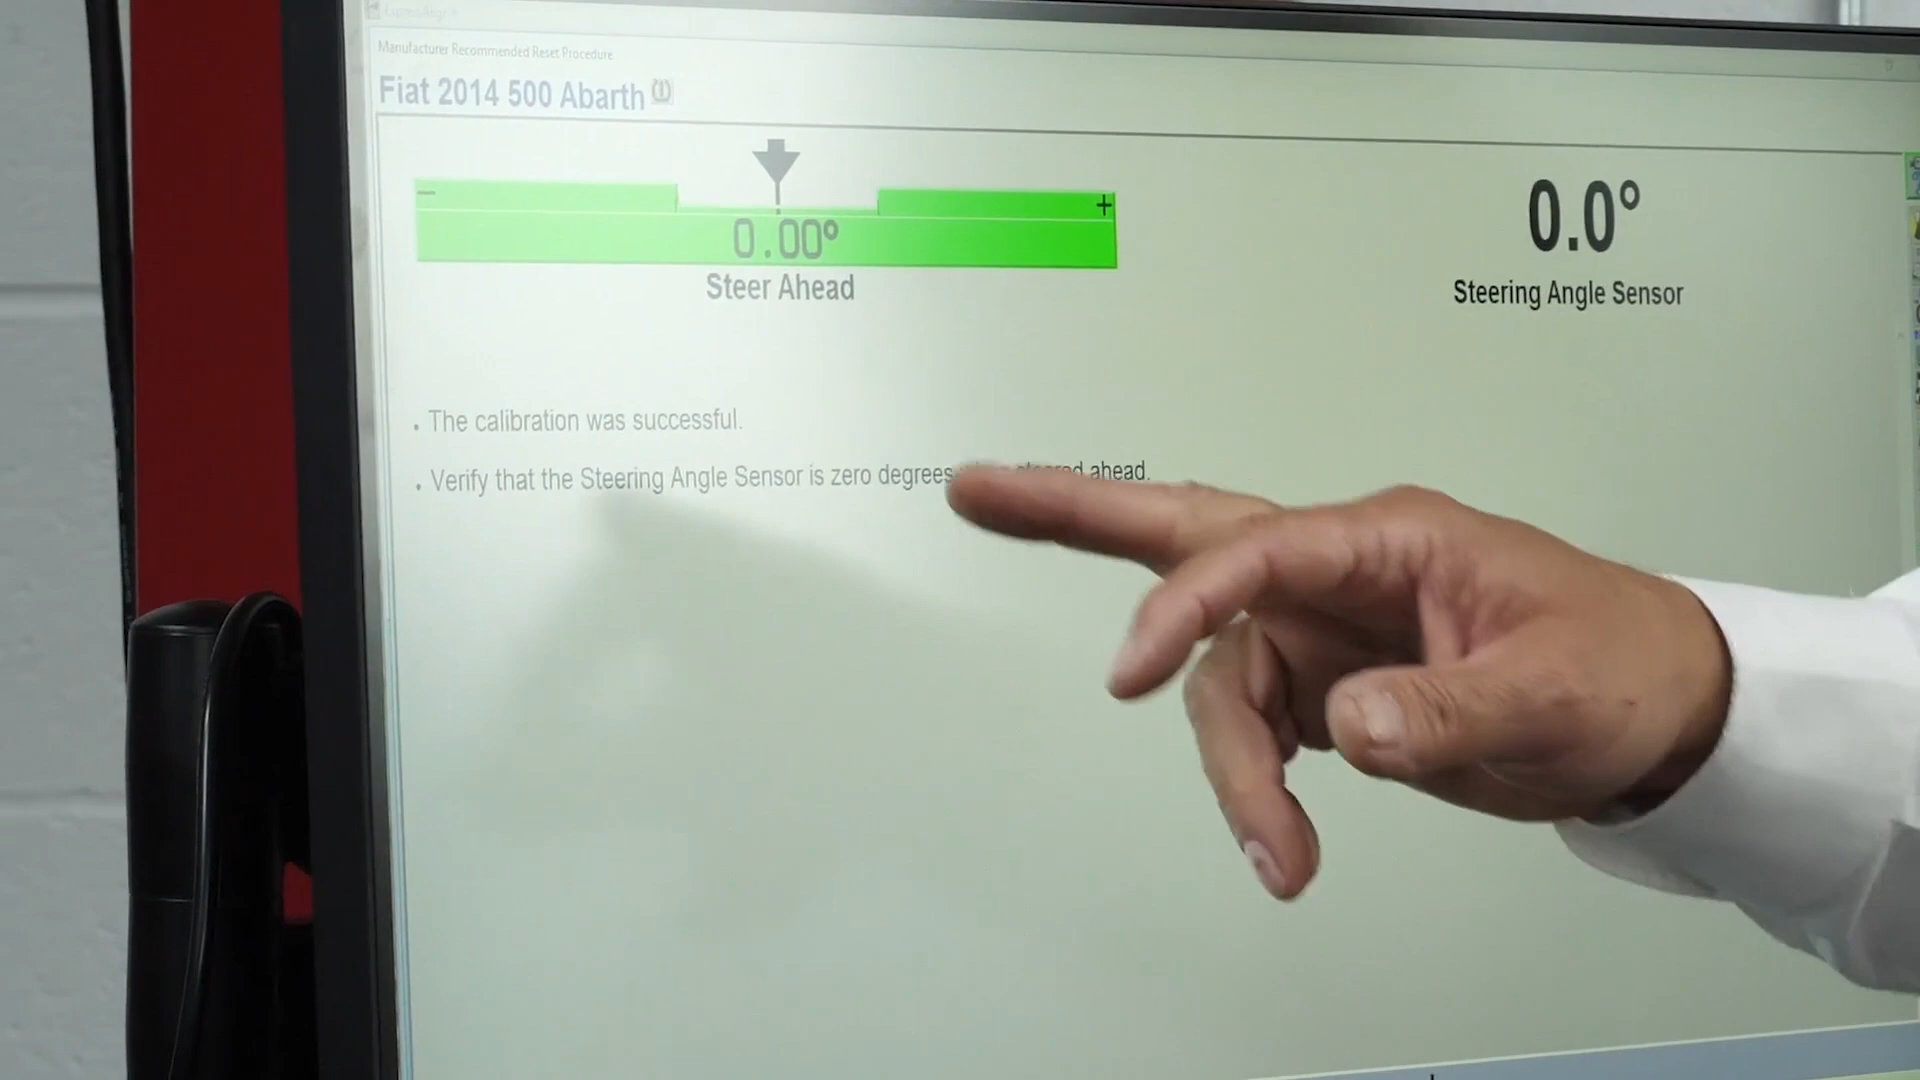 Manufacturer Recommended Reset Procedure
Fiat 2014 500 Abarth
− +
0.00°
Steer Ahead
0.0°
Steering Angle Sensor
• The calibration was successful.
• Verify that the Steering Angle Sensor is zero degrees ahead.